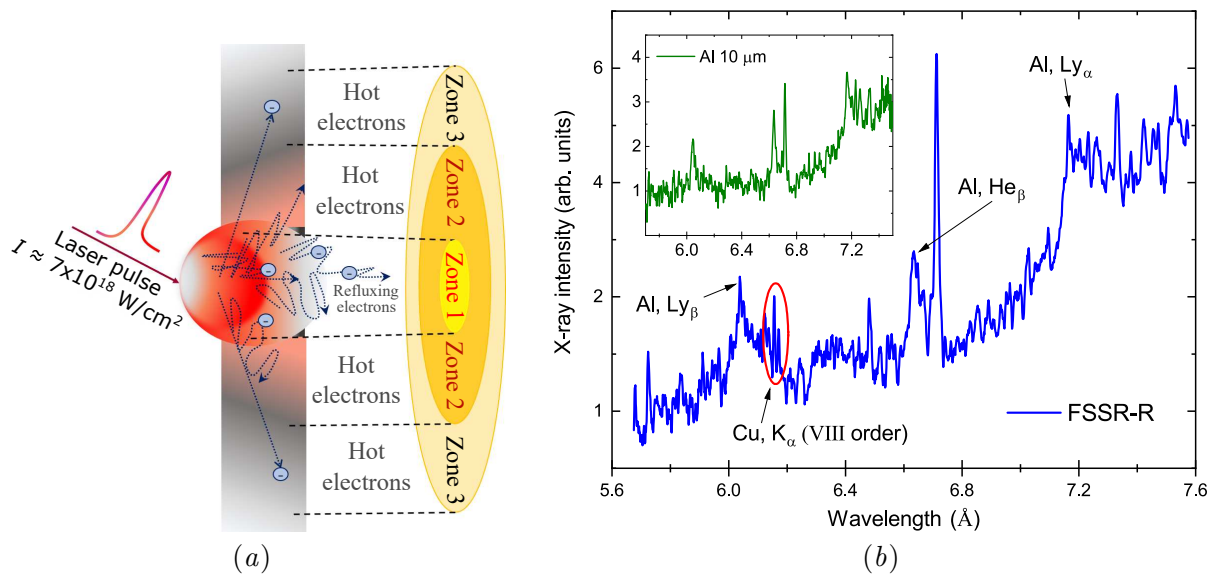 Laser pulse
I ≈ 7x10¹⁸ W/cm²
Hot
electrons
Hot
electrons
Refluxing
electrons
Hot
electrons
Hot
electrons
Zone 3
Zone 2
Zone 1
Zone 2
Zone 3
-
-
-
-
-
-
(a)
X-ray intensity (arb. units)
6
4
2
1
4
3
2
1
Al 10 μm
6.0
6.4
6.8
7.2
Al, Lyα
Al, Heβ
Al, Lyβ
Cu, Kα (VIII order)
FSSR-R
5.6
6.0
6.4
6.8
7.2
7.6
Wavelength (Å)
(b)